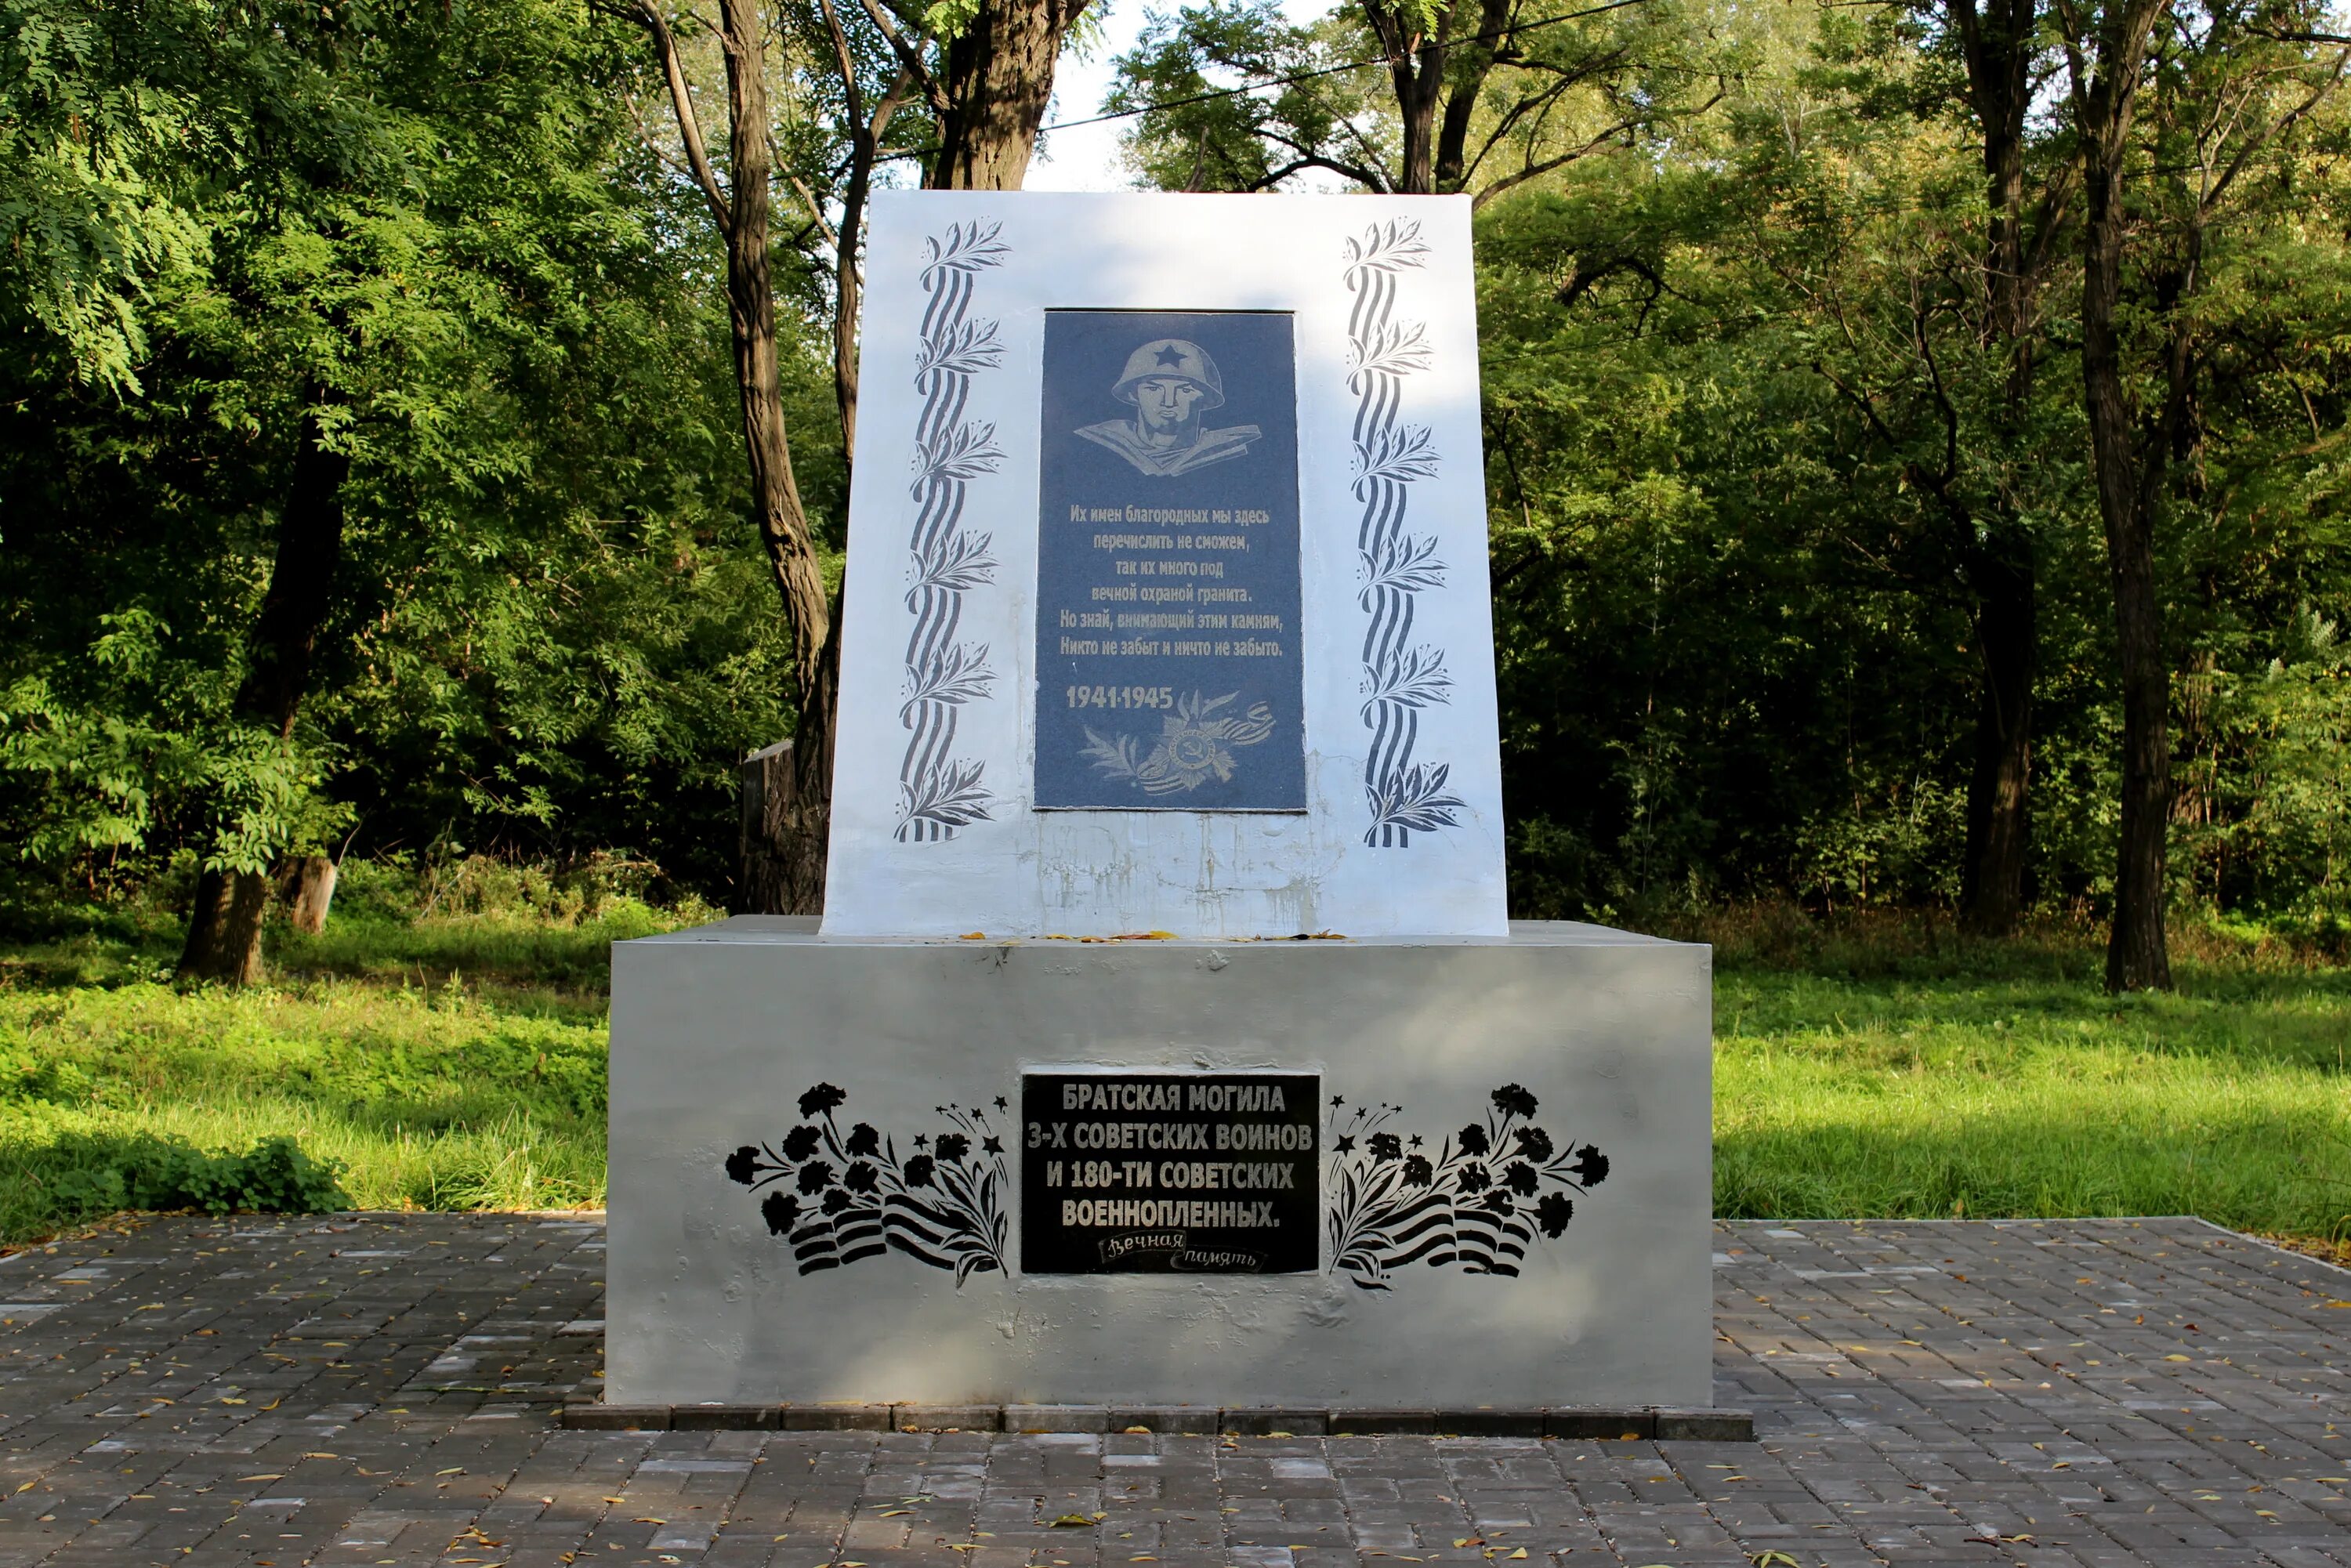 Их имен благородных мы здесь
перечислить не сможем,
так их много под
вечной охраной гранита.
Но знай, внимающий этим камням,
Никто не забыт и ничто не забыто.
1941-1945
БРАТСКАЯ МОГИЛА
3-Х СОВЕТСКИХ ВОИНОВ
И 180-ТИ СОВЕТСКИХ
ВОЕННОПЛЕННЫХ.
Вечная
память